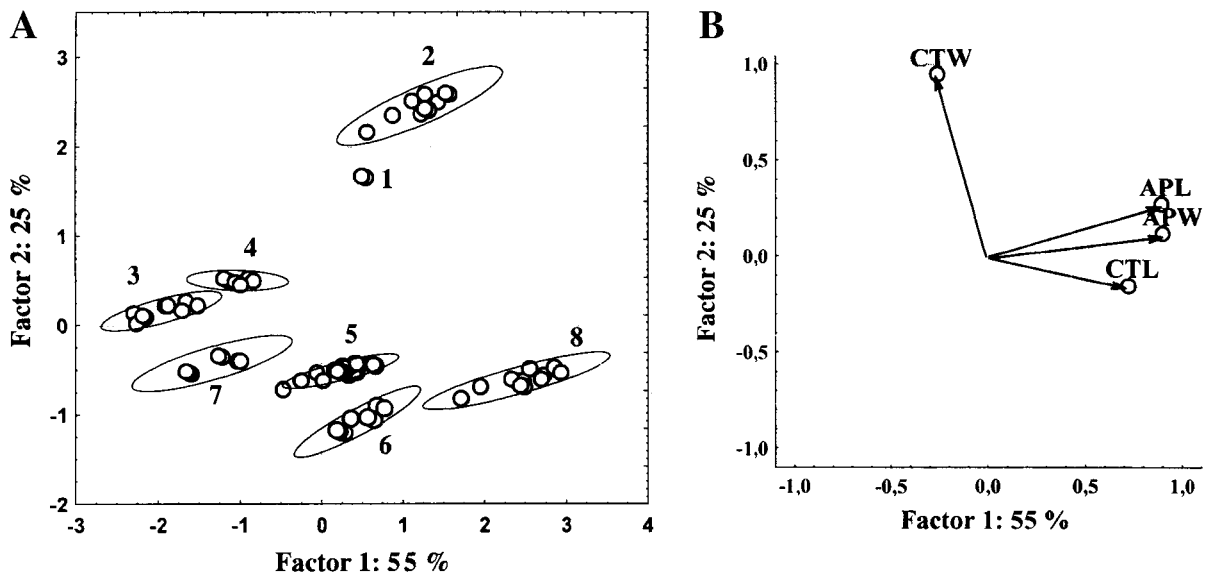 A
3
2
1
0
-1
-2
-3 -2 -1 0 1 2 3 4
Factor 2: 25 %
Factor 1: 55 %
2
1
4
3
5
8
7
6
B
1,0
0,5
0,0
-0,5
-1,0
-1,0 -0,5 0,0 0,5 1,0
Factor 2: 25 %
Factor 1: 55 %
CTW
APL
APW
CTL